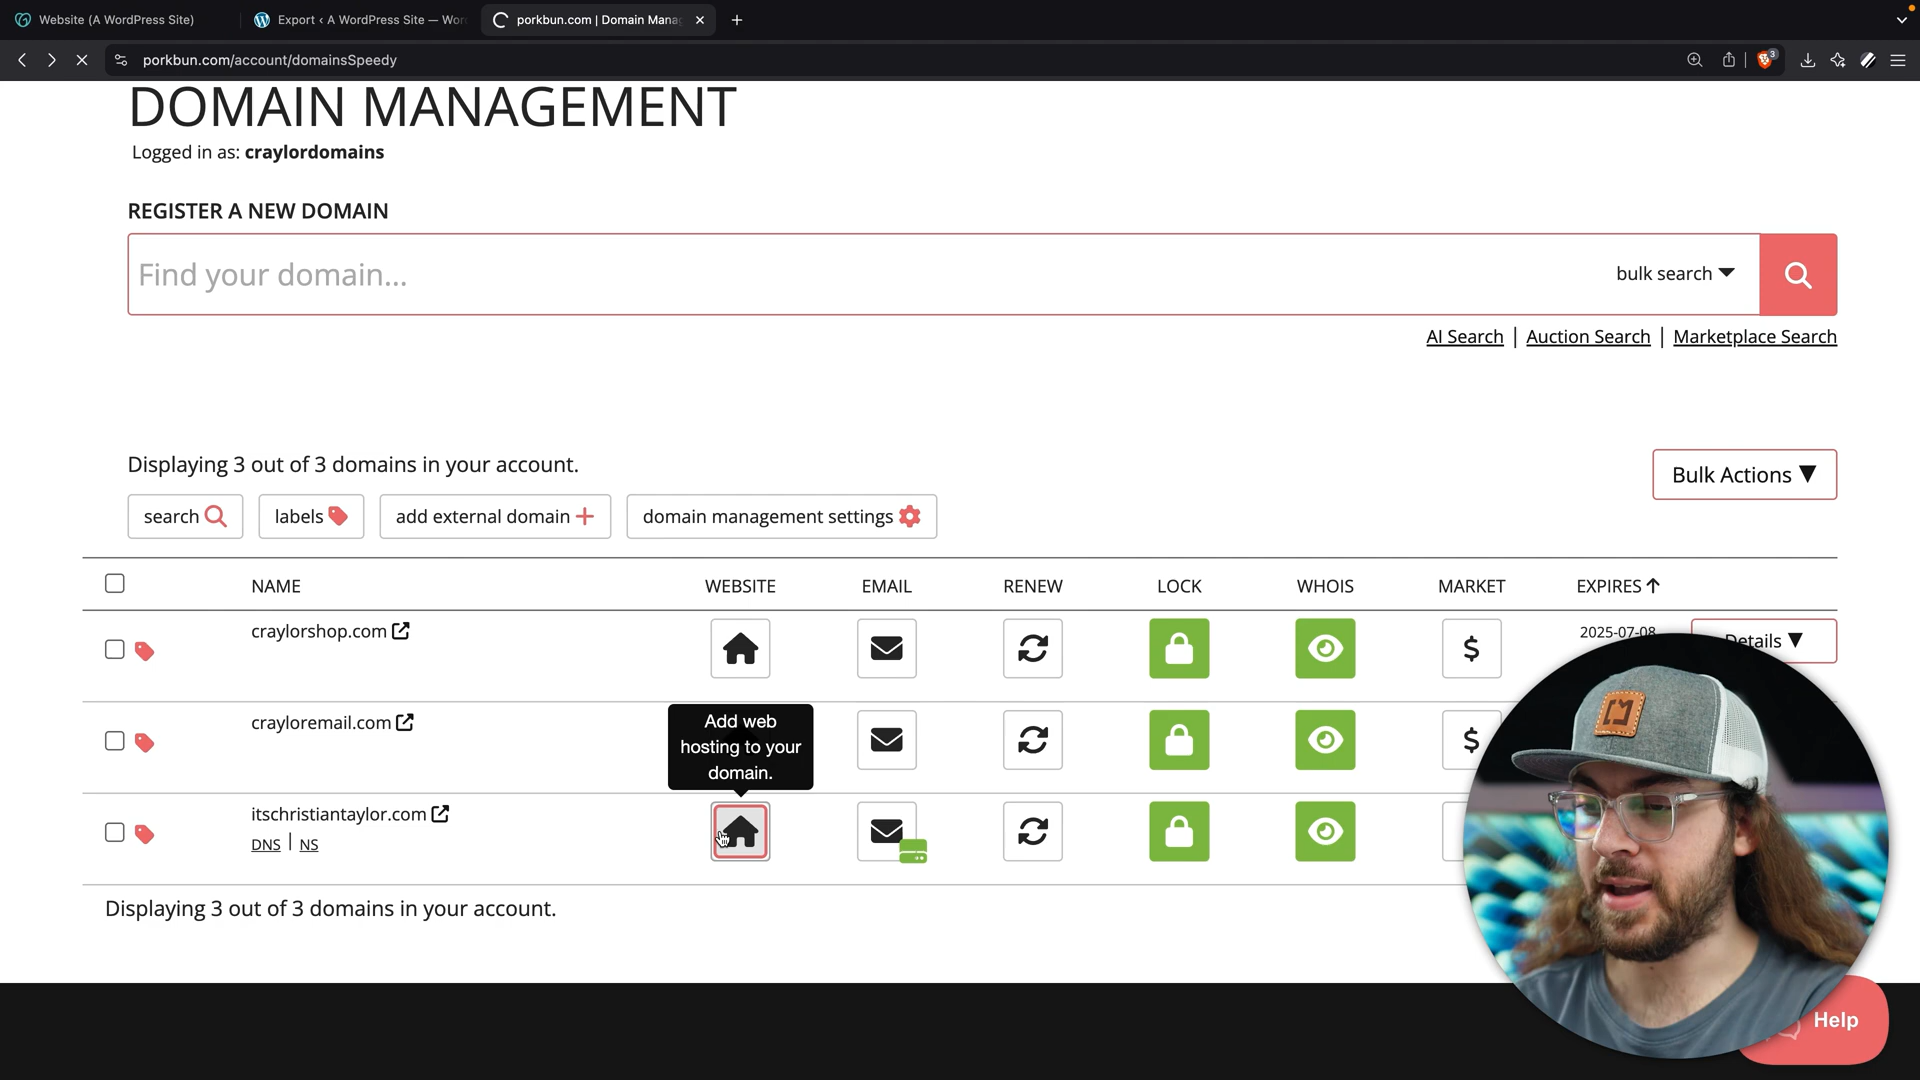 Website (A WordPress Site)
Export ‹ A WordPress Site — Wor
porkbun.com | Domain Mana
porkbun.com/account/domainsSpeedy
3
DOMAIN MANAGEMENT
Logged in as: craylordomains
REGISTER A NEW DOMAIN
Find your domain...
bulk search
AI Search | Auction Search | Marketplace Search
Displaying 3 out of 3 domains in your account.
Bulk Actions ▼
search
labels
add external domain
domain management settings
NAME WEBSITE EMAIL RENEW LOCK WHOIS MARKET EXPIRES
craylorshop.com
$
2025-07-08
Details ▼
crayloremail.com
Add web
hosting to your
domain.
$
itschristiantaylor.com
DNS | NS
Displaying 3 out of 3 domains in your account.
Help